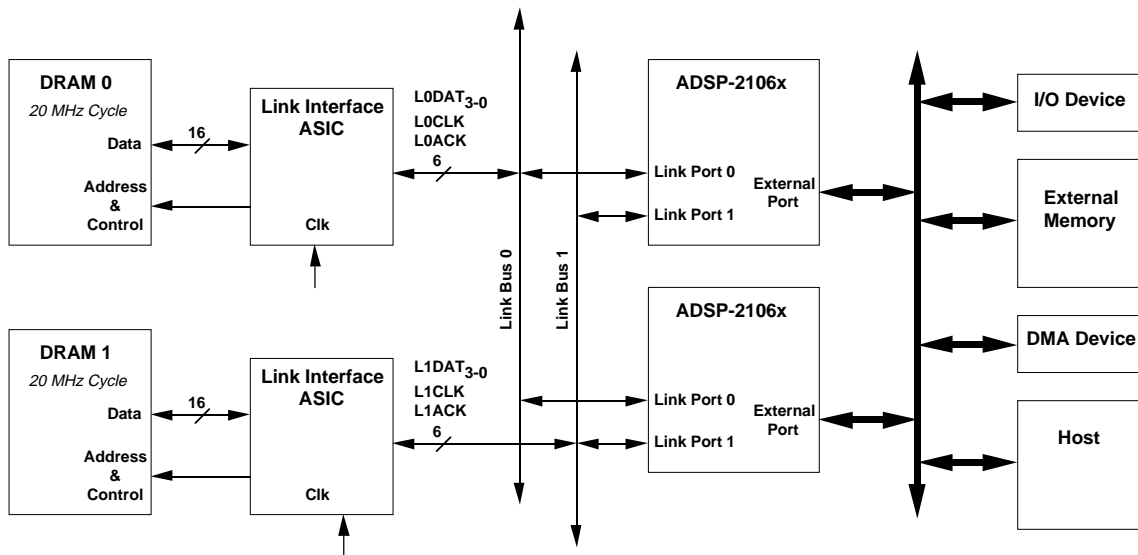 DRAM 0
20 MHz Cycle
Data
16
Address
&
Control
Link Interface
ASIC
Clk
L0DAT3-0
L0CLK
L0ACK
6
Link Bus 0
Link Bus 1
ADSP-2106x
Link Port 0
Link Port 1
External
Port
I/O Device
External
Memory
DRAM 1
20 MHz Cycle
Data
16
Address
&
Control
Link Interface
ASIC
Clk
L1DAT3-0
L1CLK
L1ACK
6
ADSP-2106x
Link Port 0
Link Port 1
External
Port
DMA Device
Host